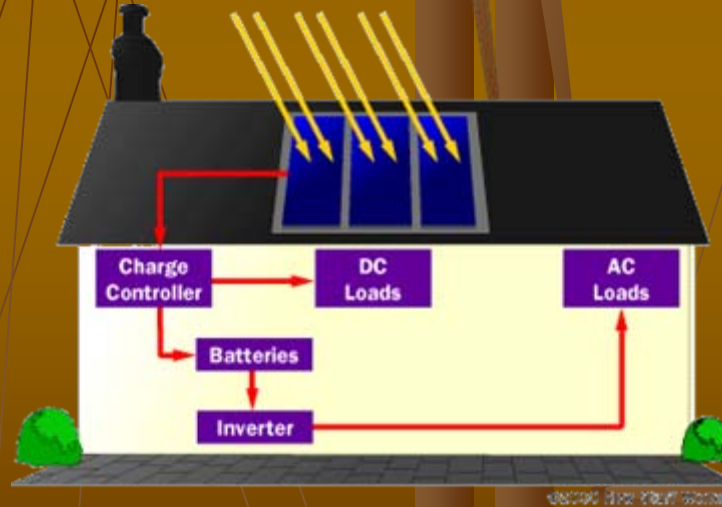 Charge
Controller
DC
Loads
AC
Loads
Batteries
Inverter